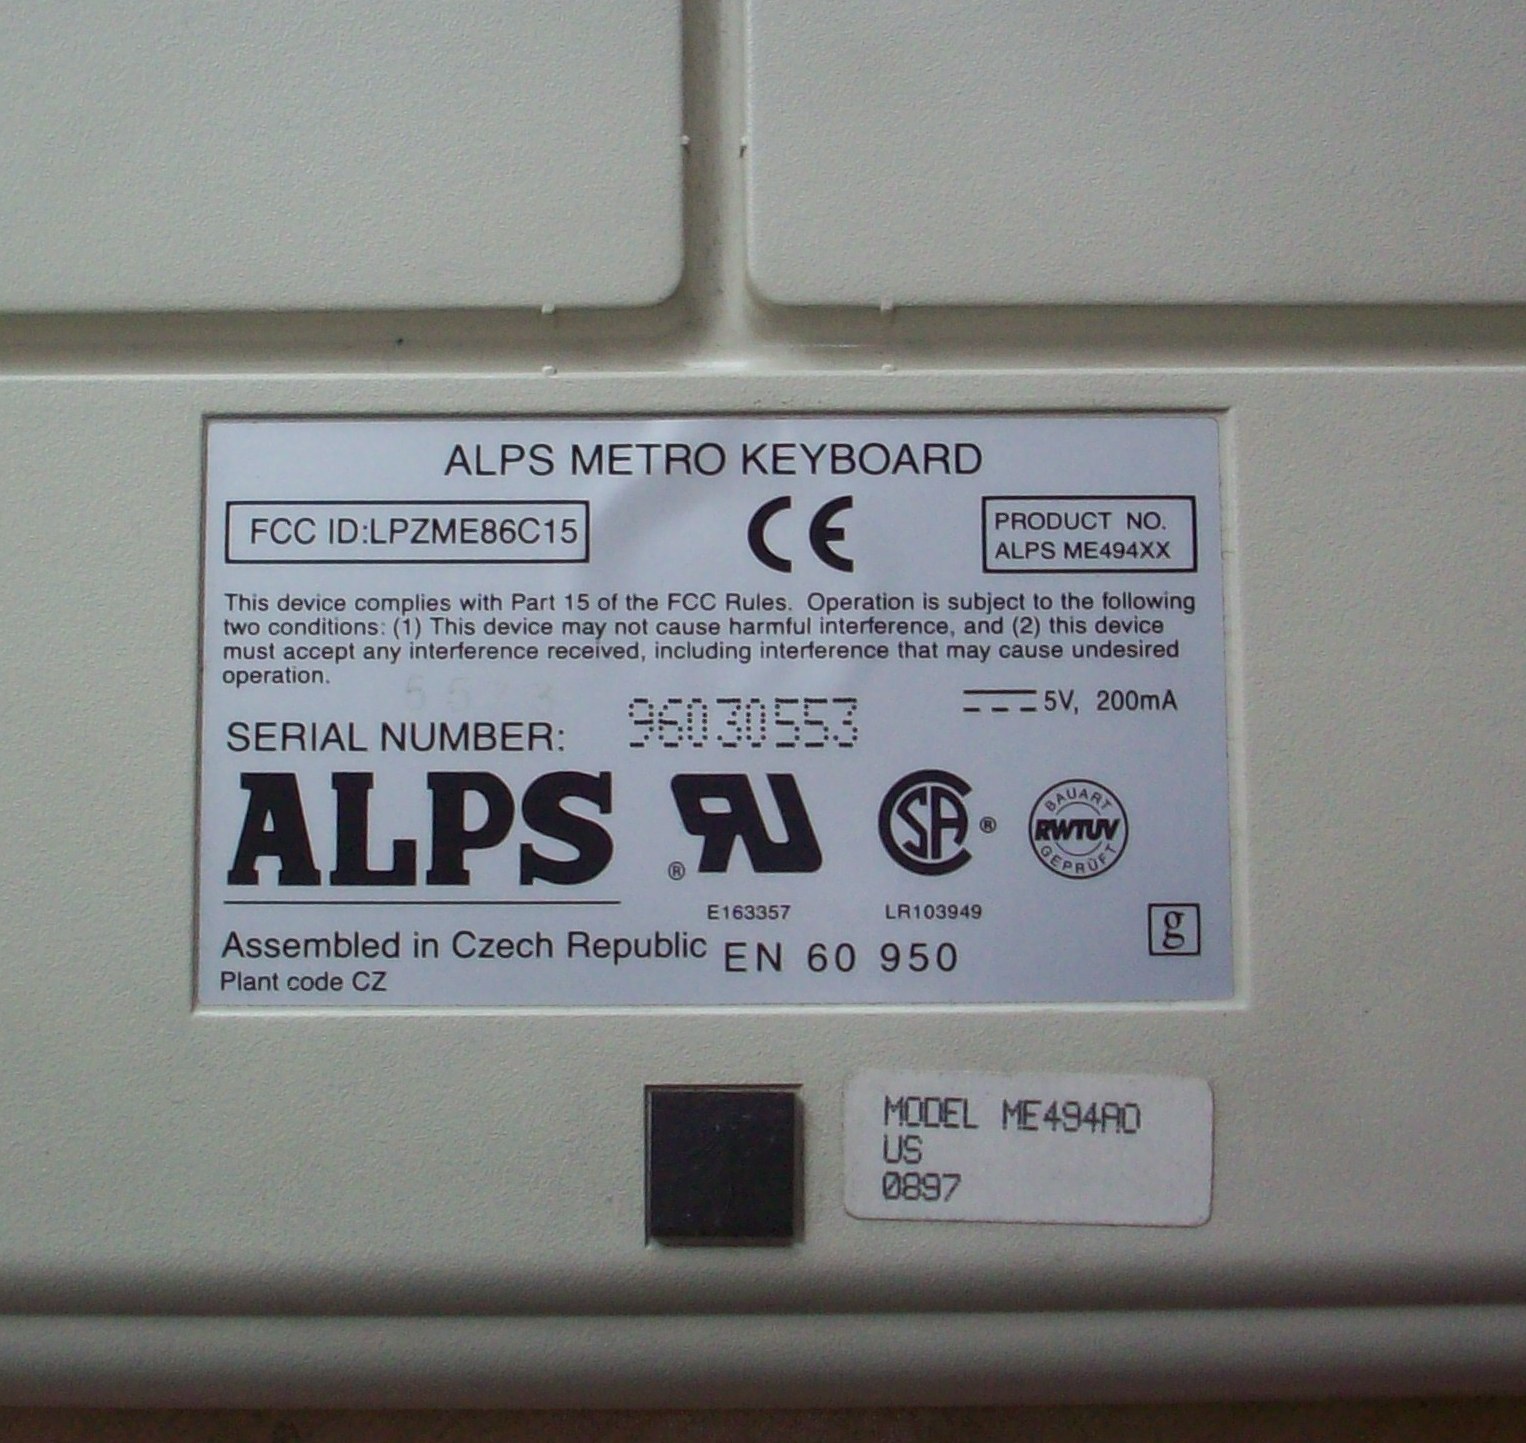 ALPS METRO KEYBOARD
FCC ID:LPZME86C15
CE
PRODUCT NO.
ALPS ME494XX
This device complies with Part 15 of the FCC Rules. Operation is subject to the following
two conditions: (1) This device may not cause harmful interference, and (2) this device
must accept any interference received, including interference that may cause undesired
operation.
5V, 200mA
SERIAL NUMBER: 96030553
ALPS
RU ®
E163357
SA ®
LR103949
BAUART
RWTUV
GEPRÜFT
Assembled in Czech Republic EN 60 950
Plant code CZ
g
MODEL ME494A0
US
0897